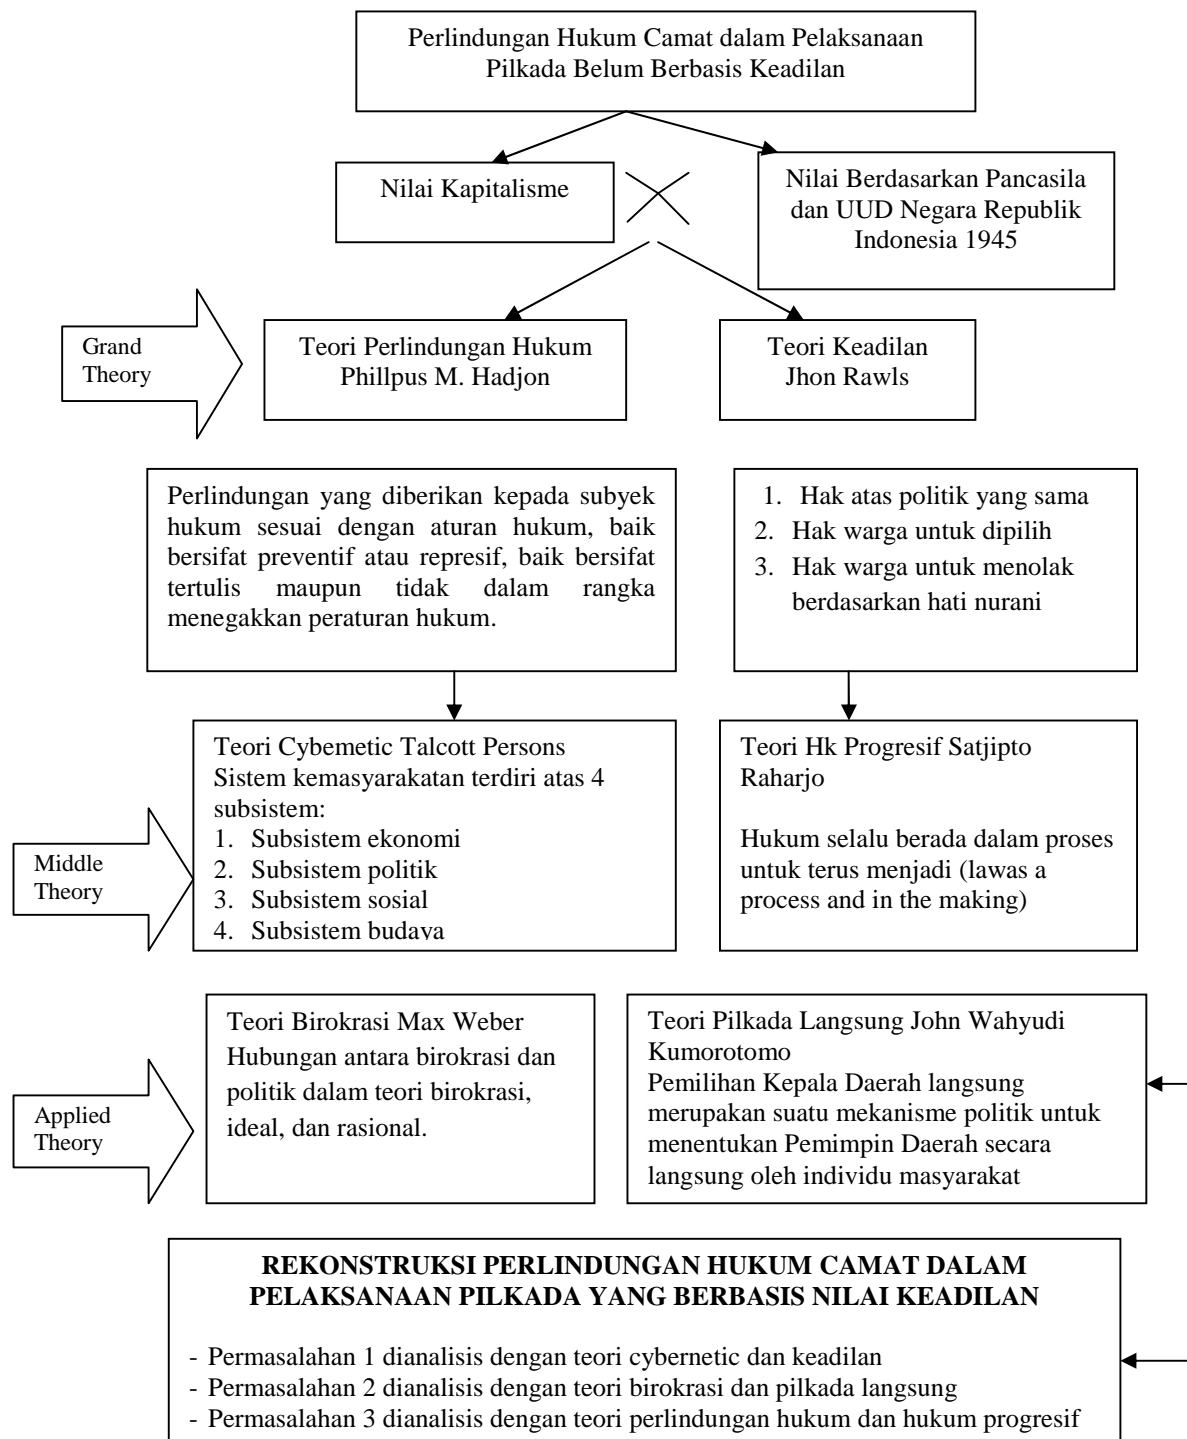 Perlindungan Hukum Camat dalam Pelaksanaan
Pilkada Belum Berbasis Keadilan
Nilai Kapitalisme
Nilai Berdasarkan Pancasila
dan UUD Negara Republik
Indonesia 1945
Grand
Theory
Teori Perlindungan Hukum
Phillpus M. Hadjon
Teori Keadilan
Jhon Rawls
Perlindungan yang diberikan kepada subyek
hukum sesuai dengan aturan hukum, baik
bersifat preventif atau represif, baik bersifat
tertulis maupun tidak dalam rangka
menegakkan peraturan hukum.
1. Hak atas politik yang sama
2. Hak warga untuk dipilih
3. Hak warga untuk menolak
berdasarkan hati nurani
Middle
Theory
Teori Cybemetic Talcott Persons
Sistem kemasyarakatan terdiri atas 4
subsistem:
1. Subsistem ekonomi
2. Subsistem politik
3. Subsistem sosial
4. Subsistem budaya
Teori Hk Progresif Satjipto
Raharjo
Hukum selalu berada dalam proses
untuk terus menjadi (lawas a
process and in the making)
Applied
Theory
Teori Birokrasi Max Weber
Hubungan antara birokrasi dan
politik dalam teori birokrasi,
ideal, dan rasional.
Teori Pilkada Langsung John Wahyudi
Kumorotomo
Pemilihan Kepala Daerah langsung
merupakan suatu mekanisme politik untuk
menentukan Pemimpin Daerah secara
langsung oleh individu masyarakat
REKONSTRUKSI PERLINDUNGAN HUKUM CAMAT DALAM
PELAKSANAAN PILKADA YANG BERBASIS NILAI KEADILAN
- Permasalahan 1 dianalisis dengan teori cybernetic dan keadilan
- Permasalahan 2 dianalisis dengan teori birokrasi dan pilkada langsung
- Permasalahan 3 dianalisis dengan teori perlindungan hukum dan hukum progresif